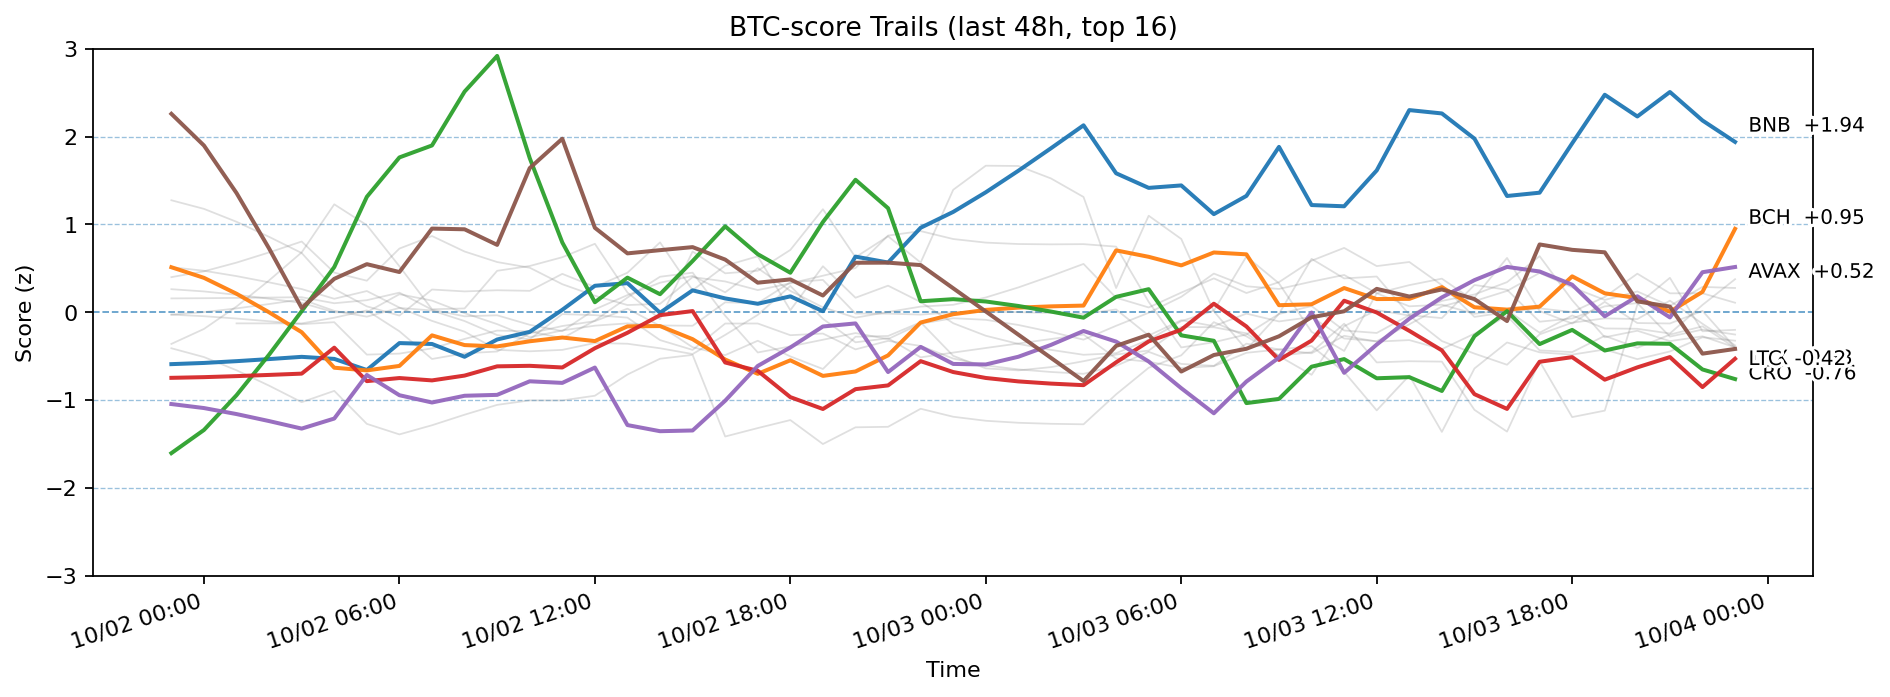 BTC-score Trails (last 48h, top 16)
Score (z)
3
2
1
0
−1
−2
−3
BNB +1.94
BCH +0.95
AVAX +0.52
LTC
CRO -0.76
10/02 00:00
10/02 06:00
10/02 12:00
10/02 18:00
10/03 00:00
10/03 06:00
10/03 12:00
10/03 18:00
10/04 00:00
Time